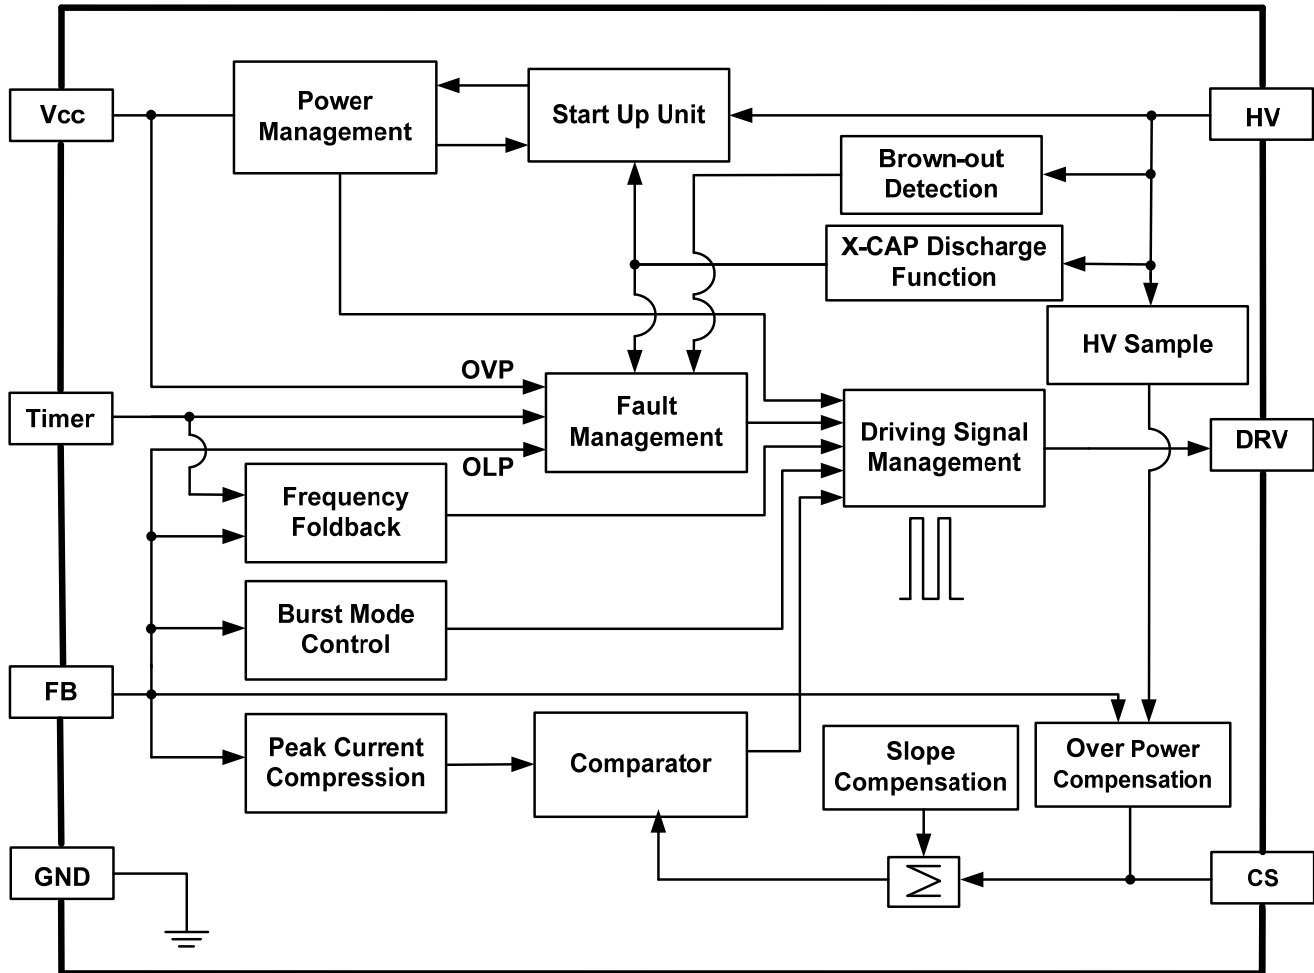 Vcc
Power
Management
Start Up Unit
HV
Brown-out
Detection
X-CAP Discharge
Function
HV Sample
OVP
Timer
Fault
Management
Driving Signal
Management
DRV
OLP
Frequency
Foldback
Burst Mode
Control
FB
Peak Current
Compression
Comparator
Slope
Compensation
Over Power
Compensation
GND
Σ
CS